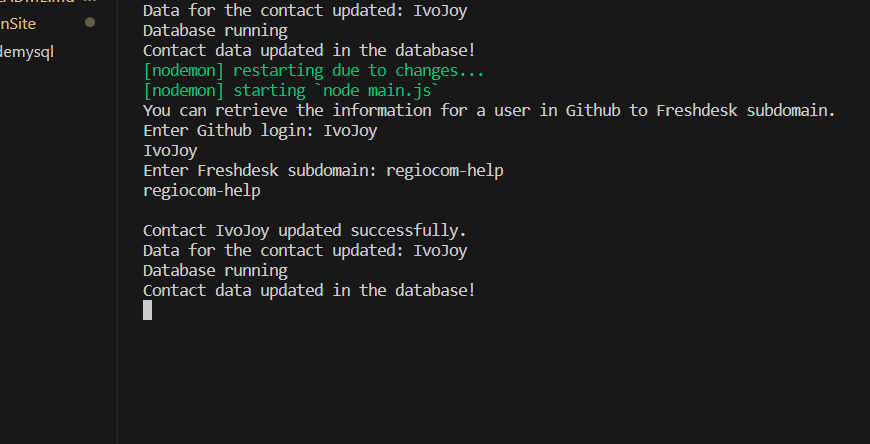 Data for the contact updated: IvoJoy
Database running
Contact data updated in the database!
[nodemon] restarting due to changes...
[nodemon] starting `node main.js`
You can retrieve the information for a user in Github to Freshdesk subdomain.
Enter Github login: IvoJoy
IvoJoy
Enter Freshdesk subdomain: regiocom-help
regiocom-help
Contact IvoJoy updated successfully.
Data for the contact updated: IvoJoy
Database running
Contact data updated in the database!
nSite
demysql